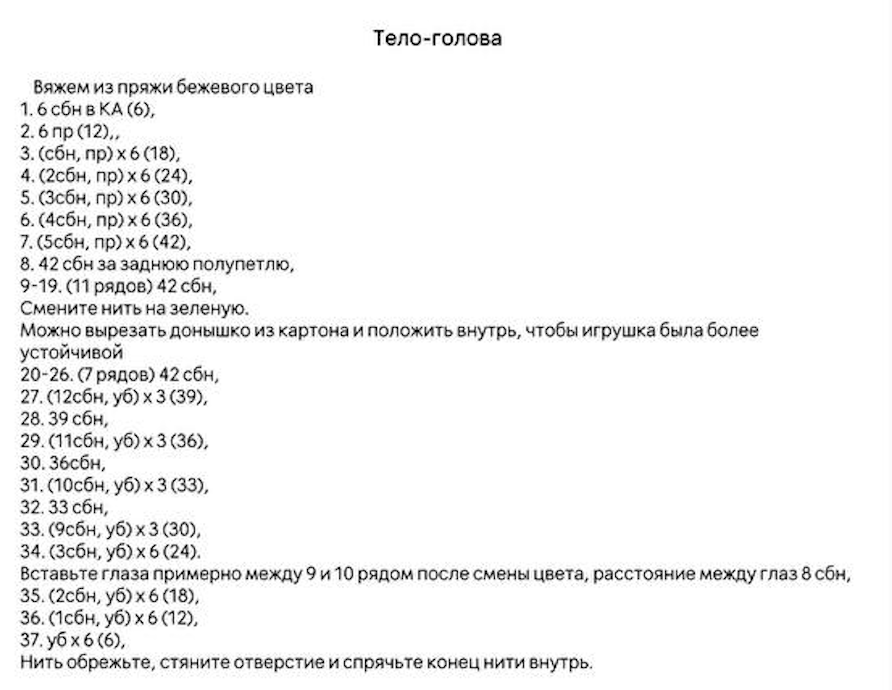 Тело-голова
Вяжем из пряжи бежевого цвета
1. 6 сбн в КА (6),
2. 6 пр (12),,
3. (сбн, пр) х 6 (18),
4. (2сбн, пр) х 6 (24),
5. (3сбн, пр) х 6 (30),
6. (4сбн, пр) х 6 (36),
7. (5сбн, пр) х 6 (42),
8. 42 сбн за заднюю полупетлю,
9-19. (11 рядов) 42 сбн,
Смените нить на зеленую.
Можно вырезать донышко из картона и положить внутрь, чтобы игрушка была более
устойчивой
20-26. (7 рядов) 42 сбн,
27. (12сбн, уб) х 3 (39),
28. 39 сбн,
29. (11сбн, уб) х 3 (36),
30. 36сбн,
31. (10сбн, уб) х 3 (33),
32. 33 сбн,
33. (9сбн, уб) х 3 (30),
34. (3сбн, уб) х 6 (24).
Вставьте глаза примерно между 9 и 10 рядом после смены цвета, расстояние между глаз 8 сбн,
35. (2сбн, уб) х 6 (18),
36. (1сбн, уб) х 6 (12),
37. уб х 6 (6),
Нить обрежьте, стяните отверстие и спрячьте конец нити внутрь.